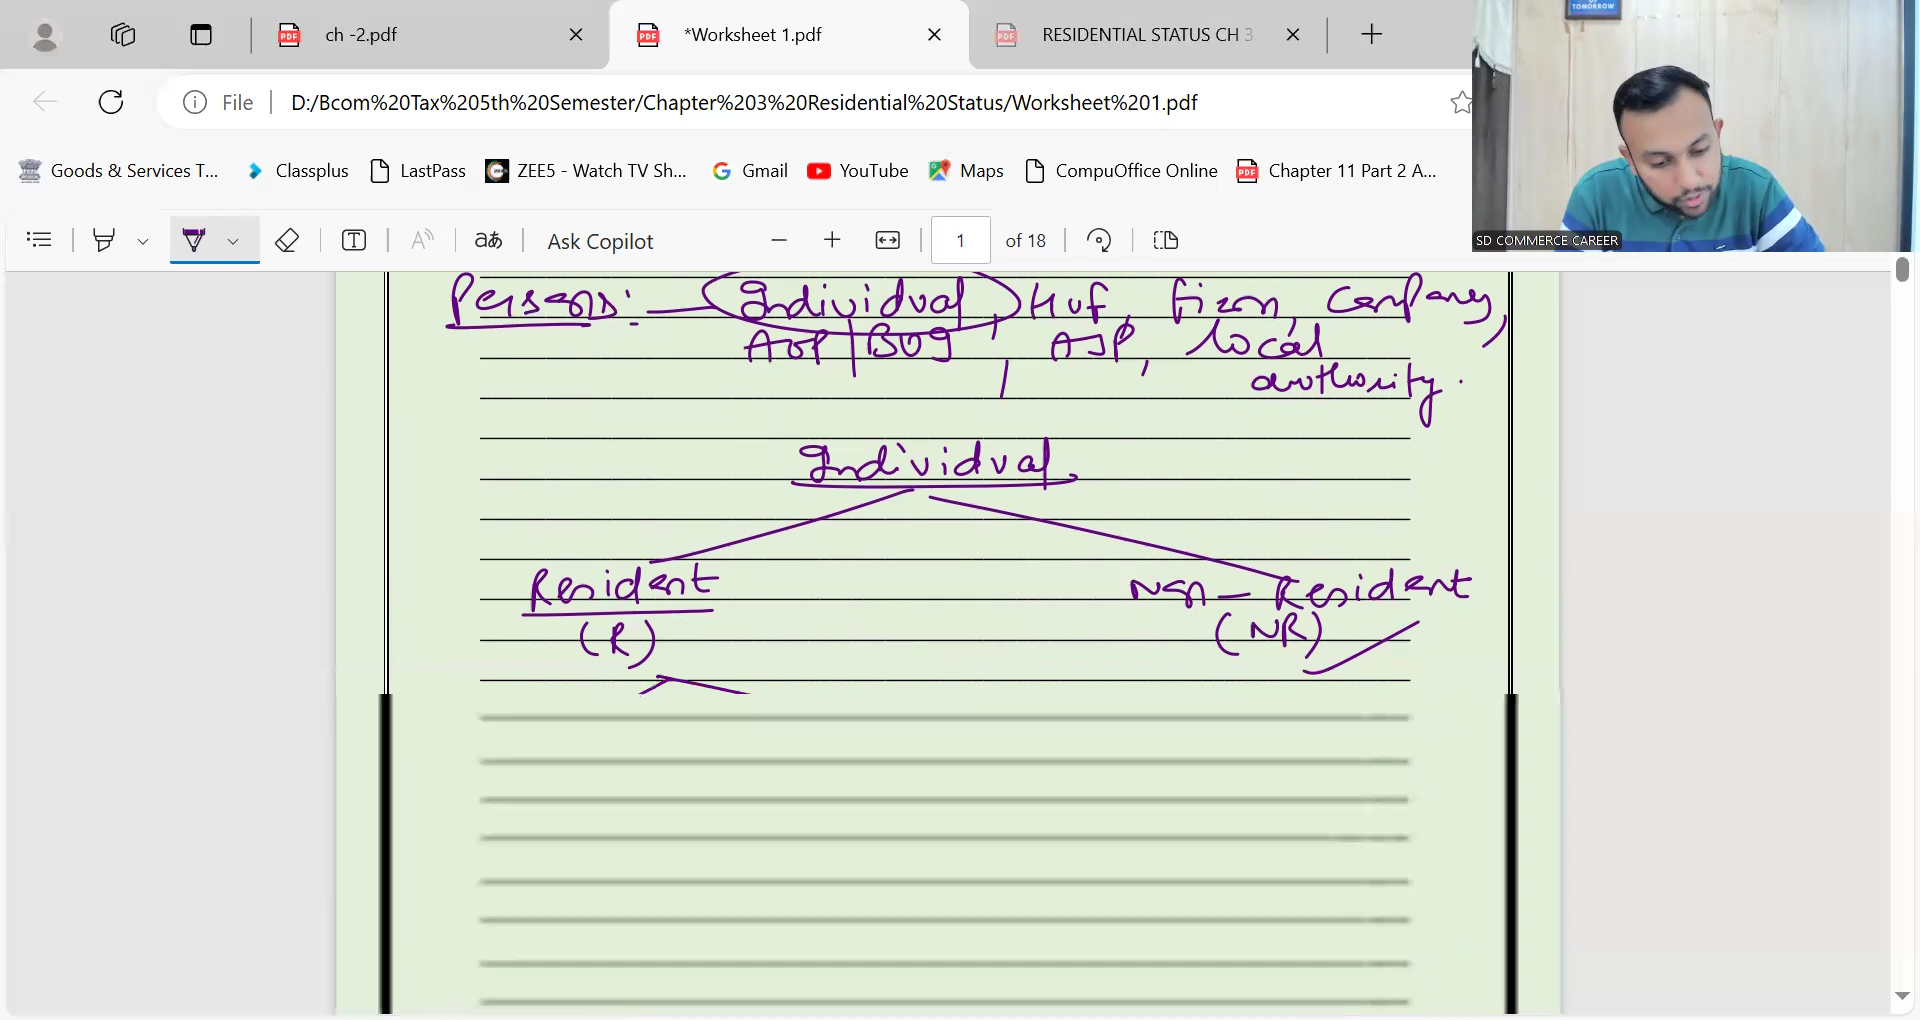 TOMORROW
ch -2.pdf
*Worksheet 1.pdf
RESIDENTIAL STATUS CH 3
File
D:/Bcom%20Tax%205th%20Semester/Chapter%203%20Residential%20Status/Worksheet%201.pdf
Goods & Services T...
Classplus
LastPass
ZEE5 - Watch TV Sh...
Gmail
YouTube
Maps
CompuOffice Online
Chapter 11 Part 2 A...
Ask Copilot
1
of 18
SD COMMERCE CAREER
Persons:- Individual, HUF, firm, Company,
AOP/BOI, AJP, local
authority.
Individual
Resident
(R)
Non-Resident
(NR)